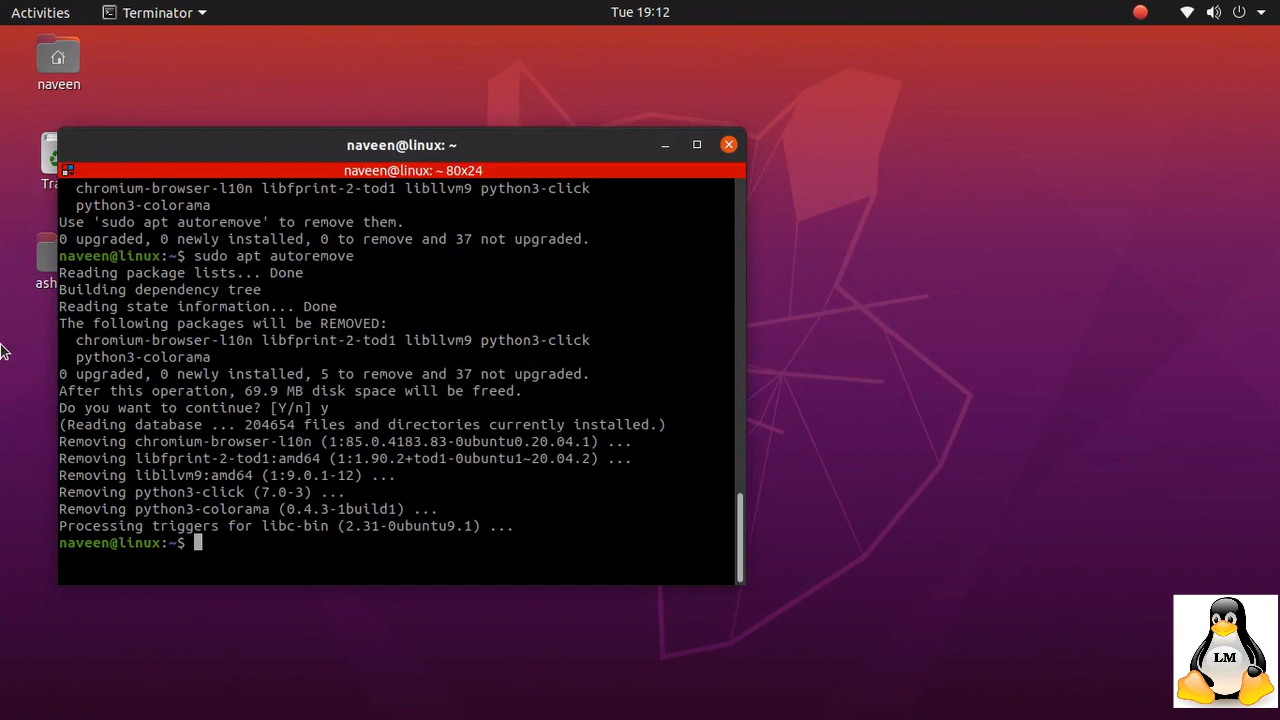 Activities
Terminator
Tue 19:12
naveen
Tra
ash
naveen@linux: ~
naveen@linux: ~ 80x24
chromium-browser-l10n libfprint-2-tod1 libllvm9 python3-click
python3-colorama
Use 'sudo apt autoremove' to remove them.
0 upgraded, 0 newly installed, 0 to remove and 37 not upgraded.
naveen@linux:~$ sudo apt autoremove
Reading package lists... Done
Building dependency tree
Reading state information... Done
The following packages will be REMOVED:
chromium-browser-l10n libfprint-2-tod1 libllvm9 python3-click
python3-colorama
0 upgraded, 0 newly installed, 5 to remove and 37 not upgraded.
After this operation, 69.9 MB disk space will be freed.
Do you want to continue? [Y/n] y
(Reading database ... 204654 files and directories currently installed.)
Removing chromium-browser-l10n (1:85.0.4183.83-0ubuntu0.20.04.1) ...
Removing libfprint-2-tod1:amd64 (1:1.90.2+tod1-0ubuntu1~20.04.2) ...
Removing libllvm9:amd64 (1:9.0.1-12) ...
Removing python3-click (7.0-3) ...
Removing python3-colorama (0.4.3-1build1) ...
Processing triggers for libc-bin (2.31-0ubuntu9.1) ...
naveen@linux:~$
LM